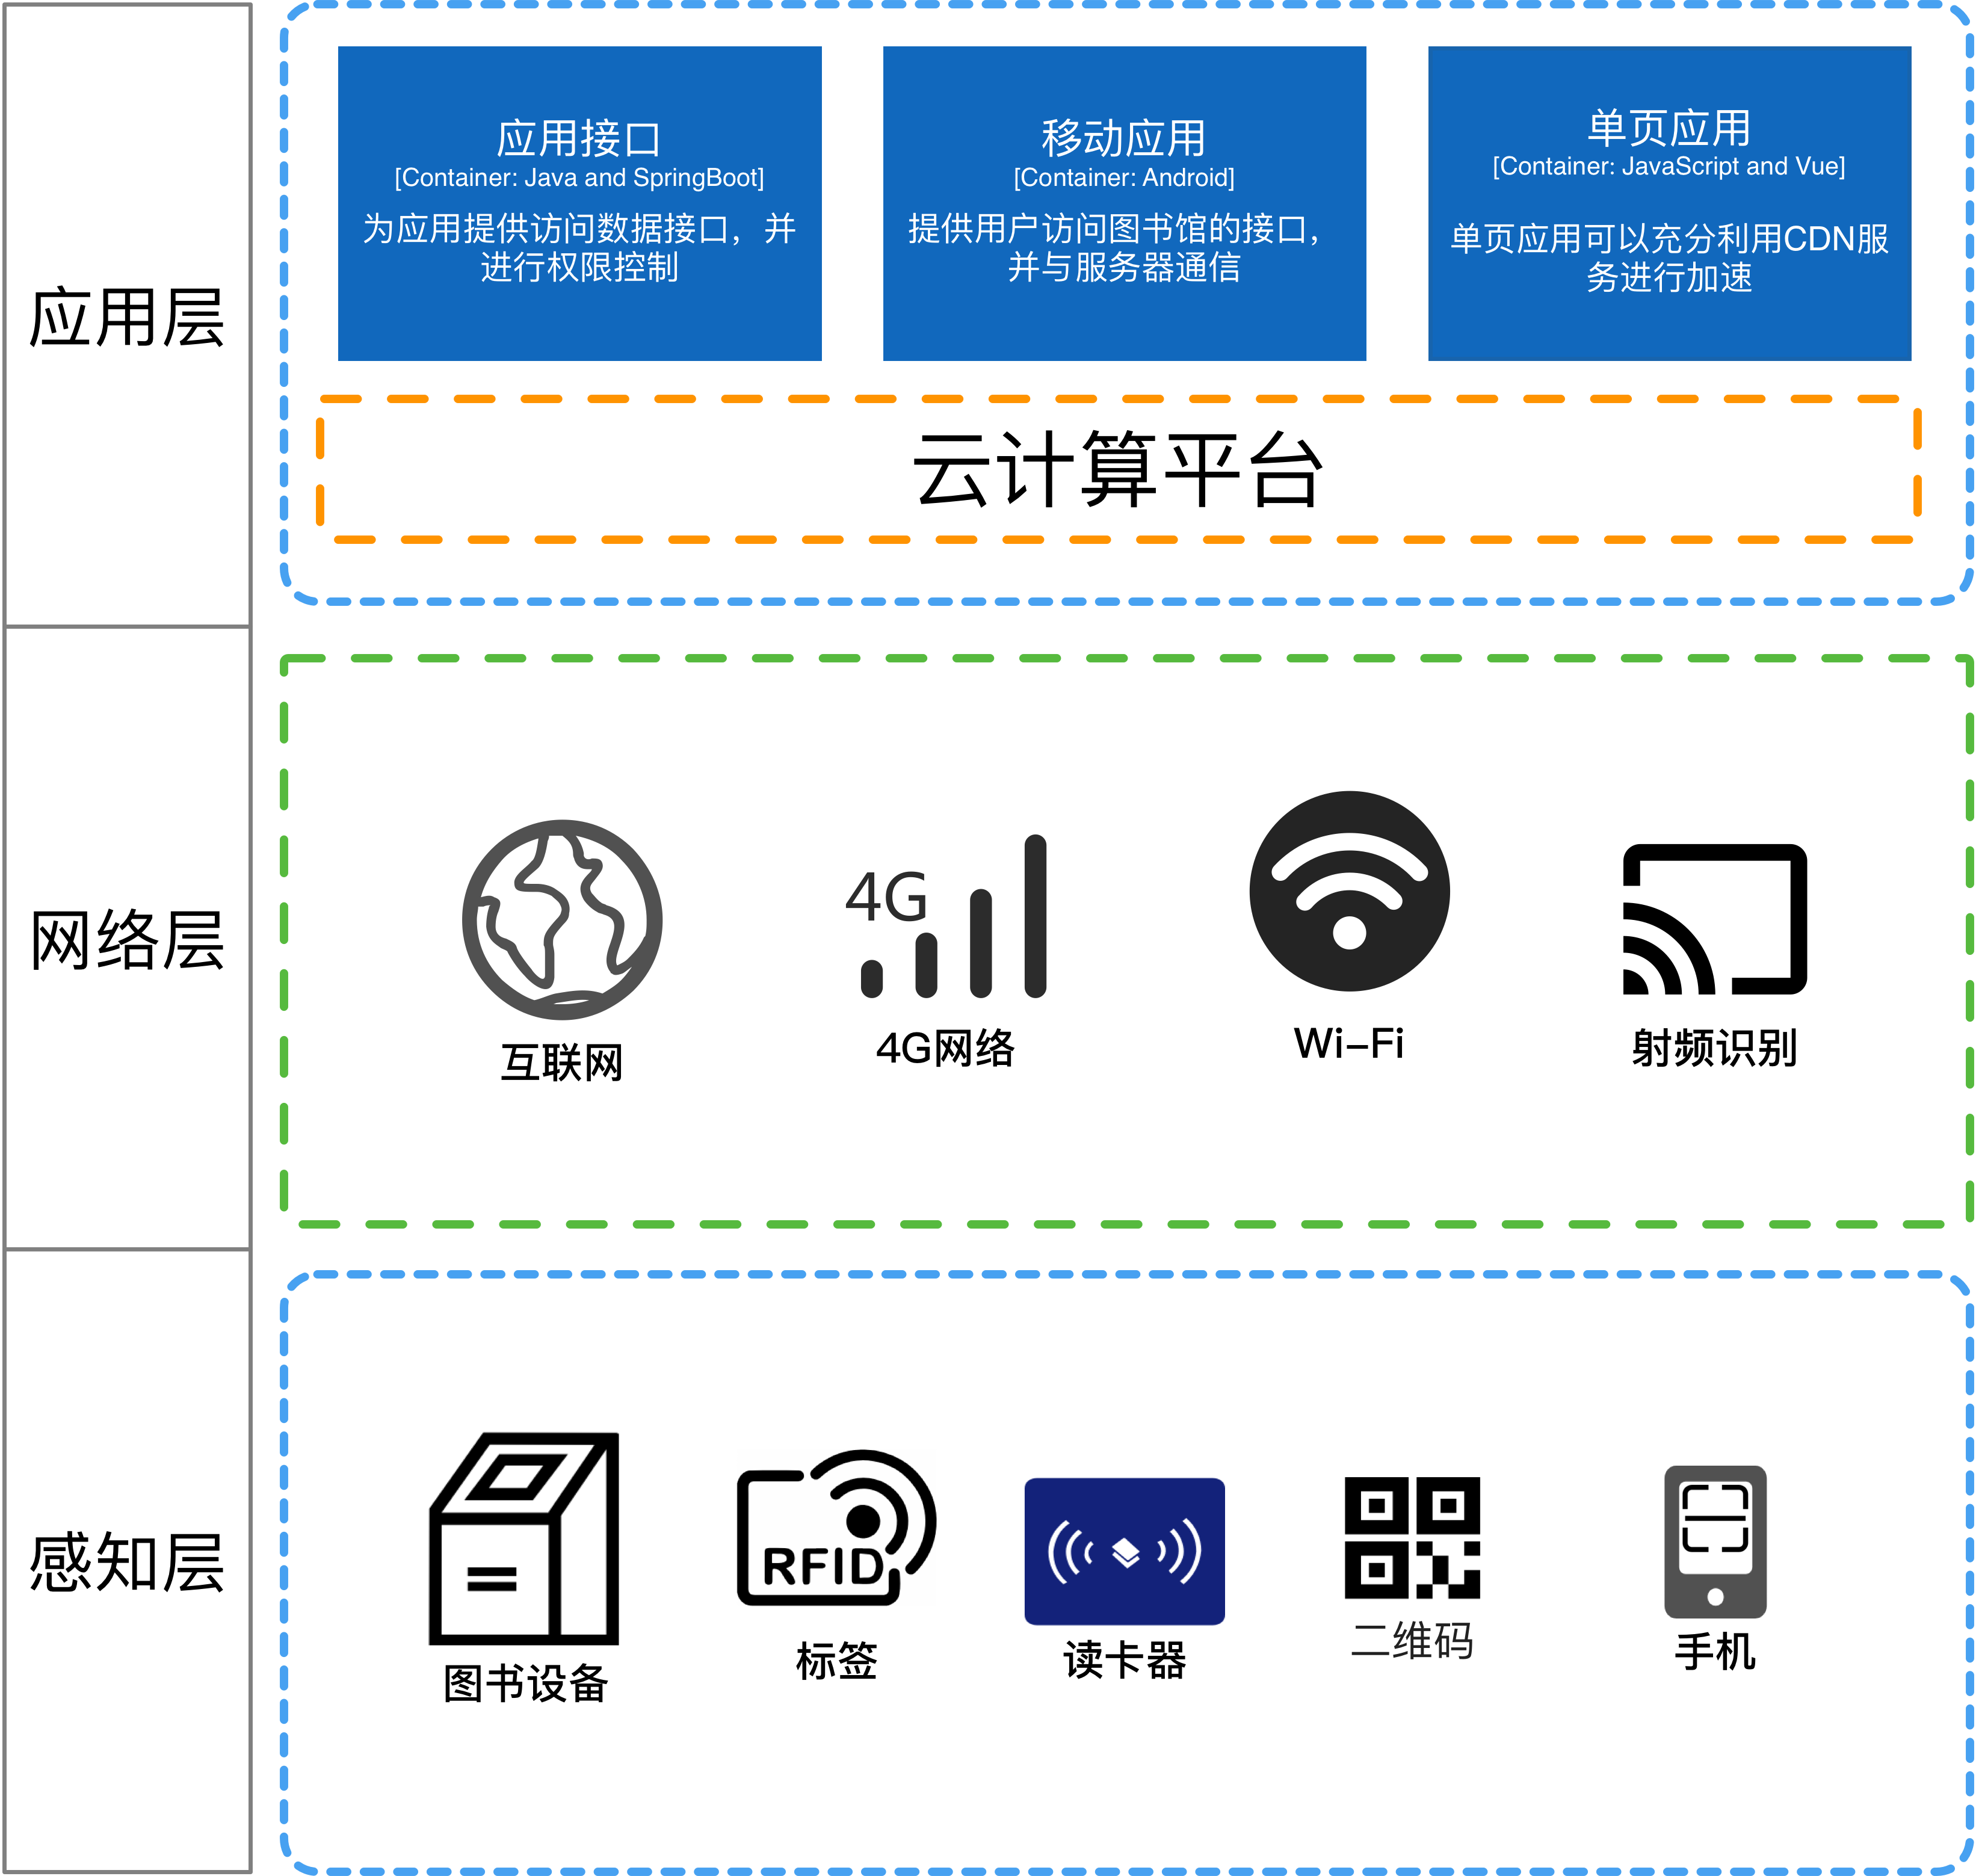 应用层
应用接口
[Container: Java and SpringBoot]
为应用提供访问数据接口，并
进行权限控制
移动应用
[Container: Android]
提供用户访问图书馆的接口，
并与服务器通信
单页应用
[Container: JavaScript and Vue]
单页应用可以充分利用CDN服
务进行加速
云计算平台
网络层
互联网
4G
4G网络
Wi-Fi
射频识别
感知层
图书设备
RFID
标签
读卡器
二维码
手机